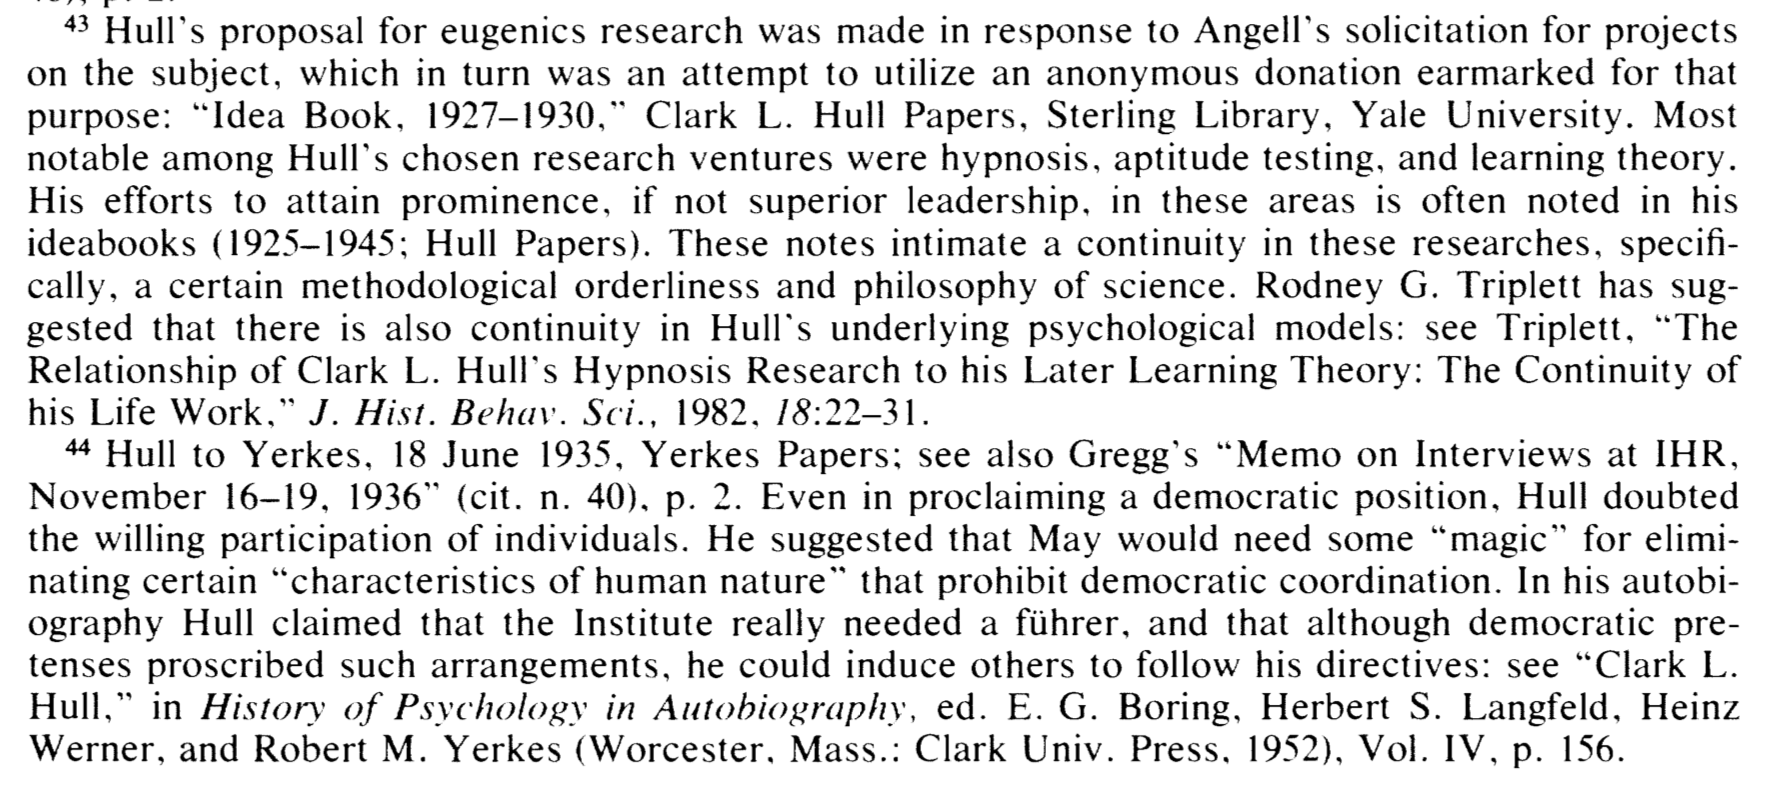 43 Hull's proposal for eugenics research was made in response to Angell's solicitation for projects
on the subject, which in turn was an attempt to utilize an anonymous donation earmarked for that
purpose: “Idea Book, 1927–1930,” Clark L. Hull Papers, Sterling Library, Yale University. Most
notable among Hull's chosen research ventures were hypnosis, aptitude testing, and learning theory.
His efforts to attain prominence, if not superior leadership, in these areas is often noted in his
ideabooks (1925–1945; Hull Papers). These notes intimate a continuity in these researches, specifi-
cally, a certain methodological orderliness and philosophy of science. Rodney G. Triplett has sug-
gested that there is also continuity in Hull's underlying psychological models: see Triplett, “The
Relationship of Clark L. Hull's Hypnosis Research to his Later Learning Theory: The Continuity of
his Life Work,” J. Hist. Behav. Sci., 1982, 18:22–31.
44 Hull to Yerkes, 18 June 1935, Yerkes Papers; see also Gregg's “Memo on Interviews at IHR,
November 16–19, 1936” (cit. n. 40), p. 2. Even in proclaiming a democratic position, Hull doubted
the willing participation of individuals. He suggested that May would need some “magic” for elimi-
nating certain “characteristics of human nature” that prohibit democratic coordination. In his autobi-
ography Hull claimed that the Institute really needed a führer, and that although democratic pre-
tenses proscribed such arrangements, he could induce others to follow his directives: see “Clark L.
Hull,” in History of Psychology in Autobiography, ed. E. G. Boring, Herbert S. Langfeld, Heinz
Werner, and Robert M. Yerkes (Worcester, Mass.: Clark Univ. Press, 1952), Vol. IV, p. 156.